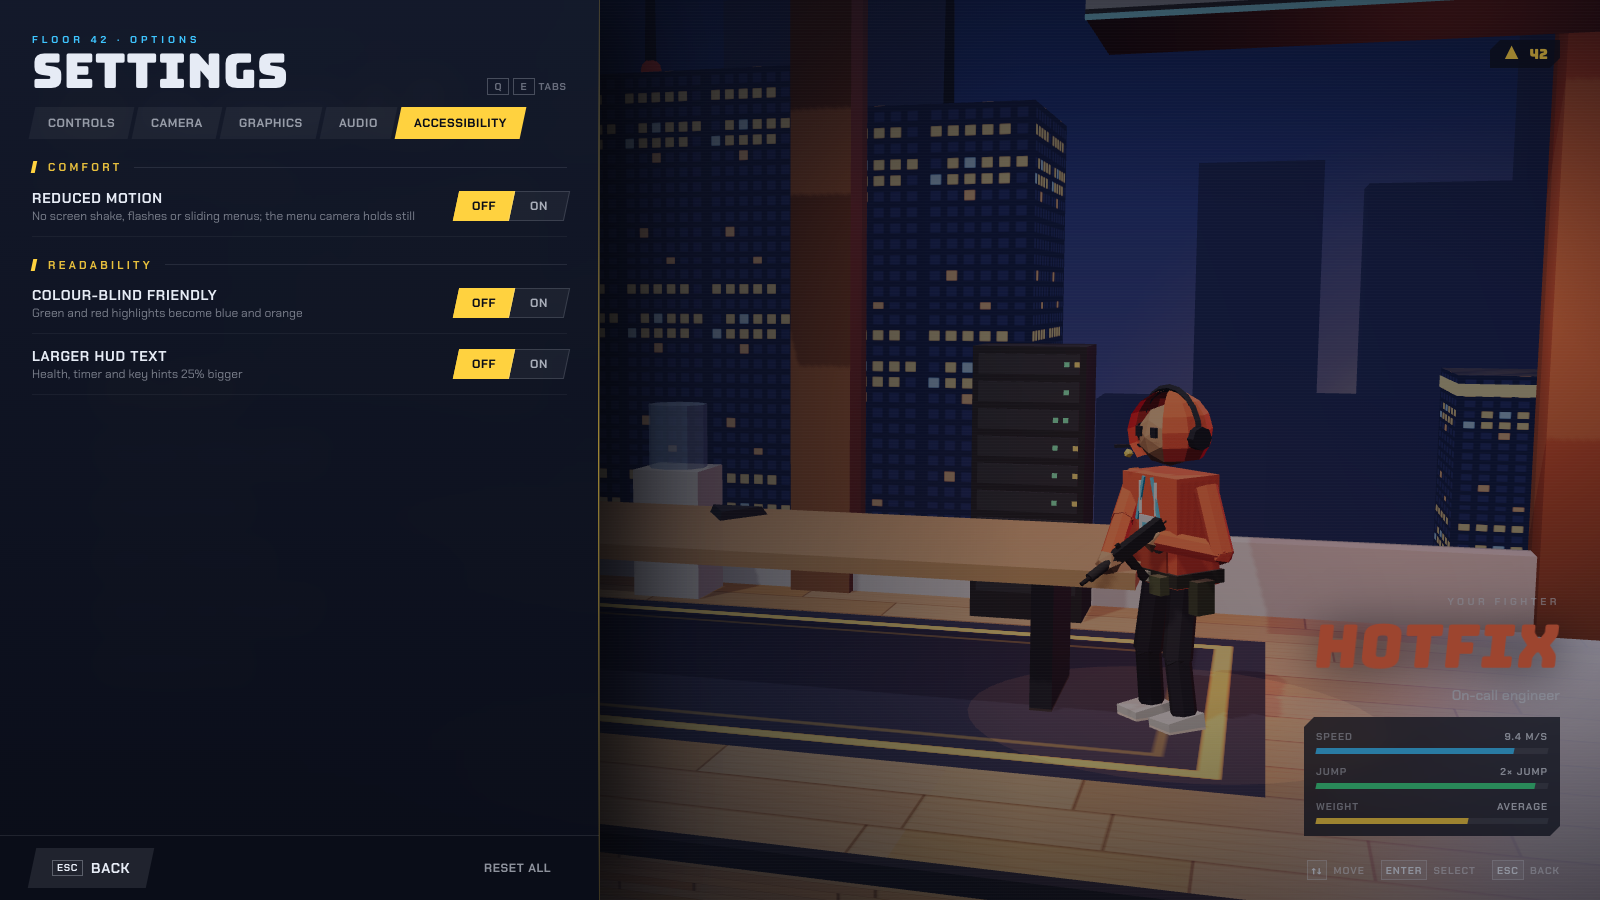 FLOOR 42 · OPTIONS
SETTINGS
Q E TABS
CONTROLS CAMERA GRAPHICS AUDIO ACCESSIBILITY
COMFORT
REDUCED MOTION
No screen shake, flashes or sliding menus; the menu camera holds still
OFF ON
READABILITY
COLOUR-BLIND FRIENDLY
Green and red highlights become blue and orange
OFF ON
LARGER HUD TEXT
Health, timer and key hints 25% bigger
OFF ON
ESC BACK
RESET ALL
42
YOUR FIGHTER
HOTFIX
On-call engineer
SPEED 9.4 M/S
JUMP 2× JUMP
WEIGHT AVERAGE
↑↓ MOVE ENTER SELECT ESC BACK